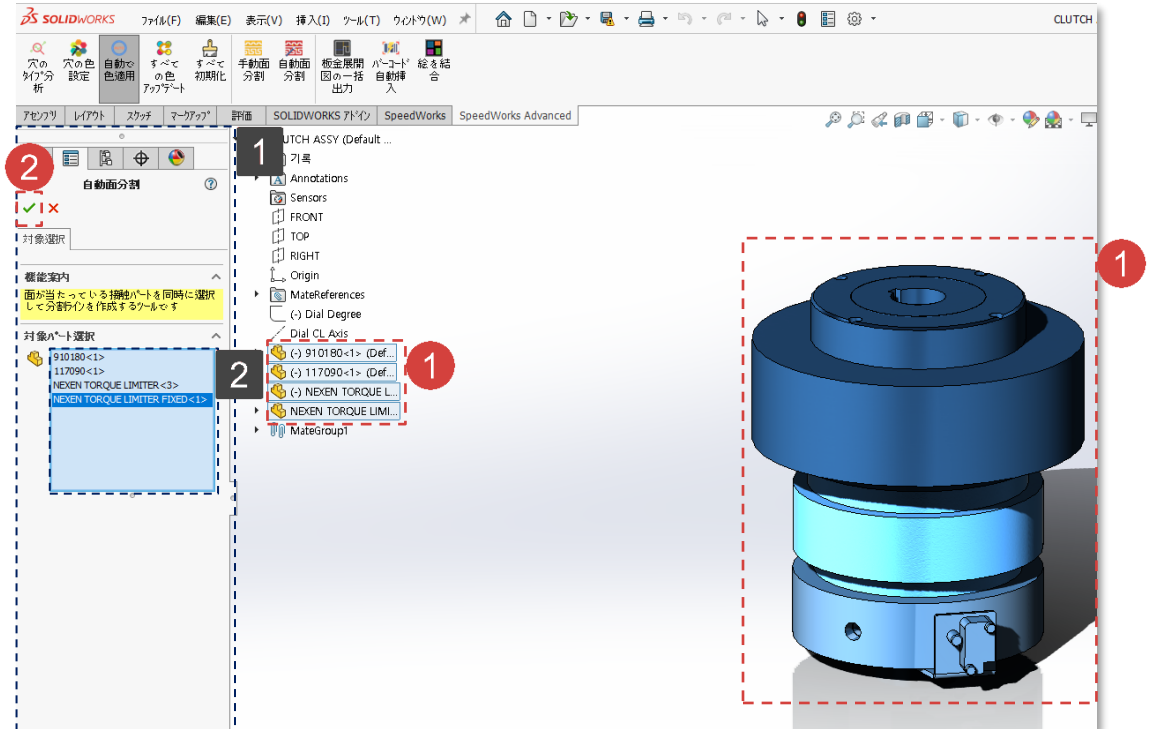 SOLIDWORKS ファイル(F) 編集(E) 表示(V) 挿入(I) ツール(T) ウィンドウ(W) CLUTCH
穴のﾀｲﾌﾟ分析
穴の色設定
自動で色適用
すべての色アップデート
すべて初期化
手動面分割
自動面分割
板金展開図の一括出力
バーコード自動挿入
絵を結合
アセンブリ レイアウト スケッチ マークアップ 評価 SOLIDWORKS アドイン SpeedWorks SpeedWorks Advanced
2
自動面分割
対象選択
機能案内
面が当たっている接触パートを同時に選択
して分割ラインを作成するツールです
対象パート選択
910180<1>
117090<1>
NEXEN TORQUE LIMITER<3>
NEXEN TORQUE LIMITER FIXED<1>
1
2
UTCH ASSY (Default ...
기록
Annotations
Sensors
FRONT
TOP
RIGHT
Origin
MateReferences
(-) Dial Degree
Dial CL Axis
(-) 910180<1> (Def...
(-) 117090<1> (Def...
(-) NEXEN TORQUE L...
NEXEN TORQUE LIMI...
MateGroup1
1
1